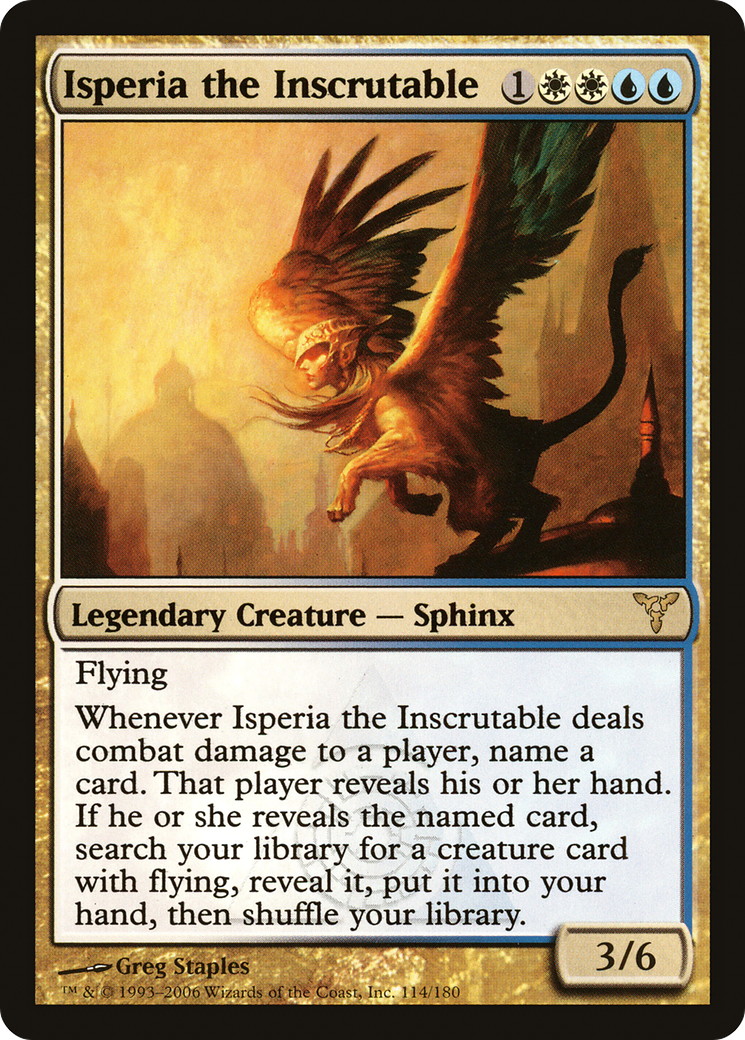 Isperia the Inscrutable 1
Legendary Creature — Sphinx
Flying
Whenever Isperia the Inscrutable deals
combat damage to a player, name a
card. That player reveals his or her hand.
If he or she reveals the named card,
search your library for a creature card
with flying, reveal it, put it into your
hand, then shuffle your library.
3/6
Greg Staples
™ & © 1993–2006 Wizards of the Coast, Inc. 114/180